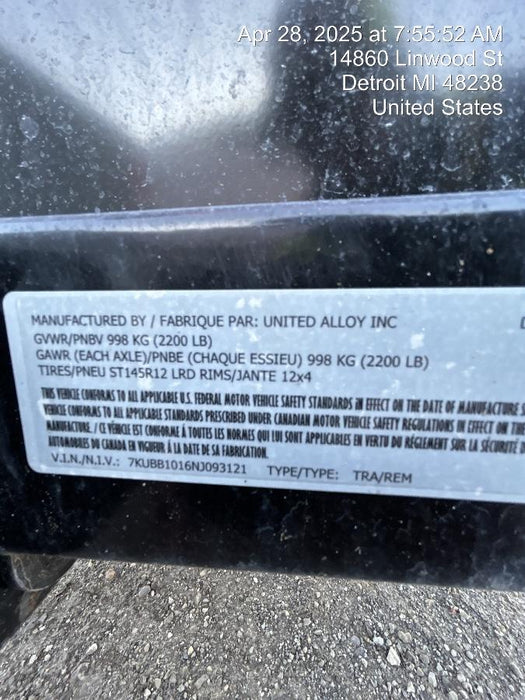 Apr 28, 2025 at 7:55:52 AM
14860 Linwood St
Detroit MI 48238
United States
MANUFACTURED BY / FABRIQUE PAR: UNITED ALLOY INC
GVWR/PNBV 998 KG (2200 LB)
GAWR (EACH AXLE)/PNBE (CHAQUE ESSIEU) 998 KG (2200 LB)
TIRES/PNEU ST145R12 LRD RIMS/JANTE 12x4
THIS VEHICLE CONFORMS TO ALL APPLICABLE U.S. FEDERAL MOTOR VEHICLE SAFETY STANDARDS IN EFFECT ON THE DATE OF MANUFACTURE
VEHICLE CONFORMS TO ALL APPLICABLE STANDARDS PRESCRIBED UNDER CANADIAN MOTOR VEHICLE SAFETY REGULATIONS IN EFFECT ON THE
MANUFACTURE. / CE VÉHICULE EST CONFORME À TOUTES LES NORMES QUI LUI SONT APPLICABLES EN VERTU DU RÈGLEMENT SUR LA SÉCURITÉ
AUTOMOBILES DU CANADA EN VIGUEUR À LA DATE DE SA FABRICATION.
V.I.N./N.I.V.: 7KUBB1016NJ093121 TYPE/TYPE: TRA/REM